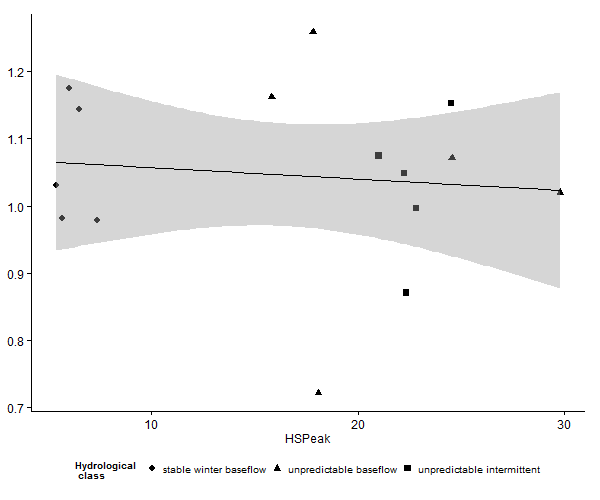 1.2
1.1
1.0
0.9
0.8
0.7
10 20 30
HSPeak
Hydrological
class
stable winter baseflow unpredictable baseflow unpredictable intermittent